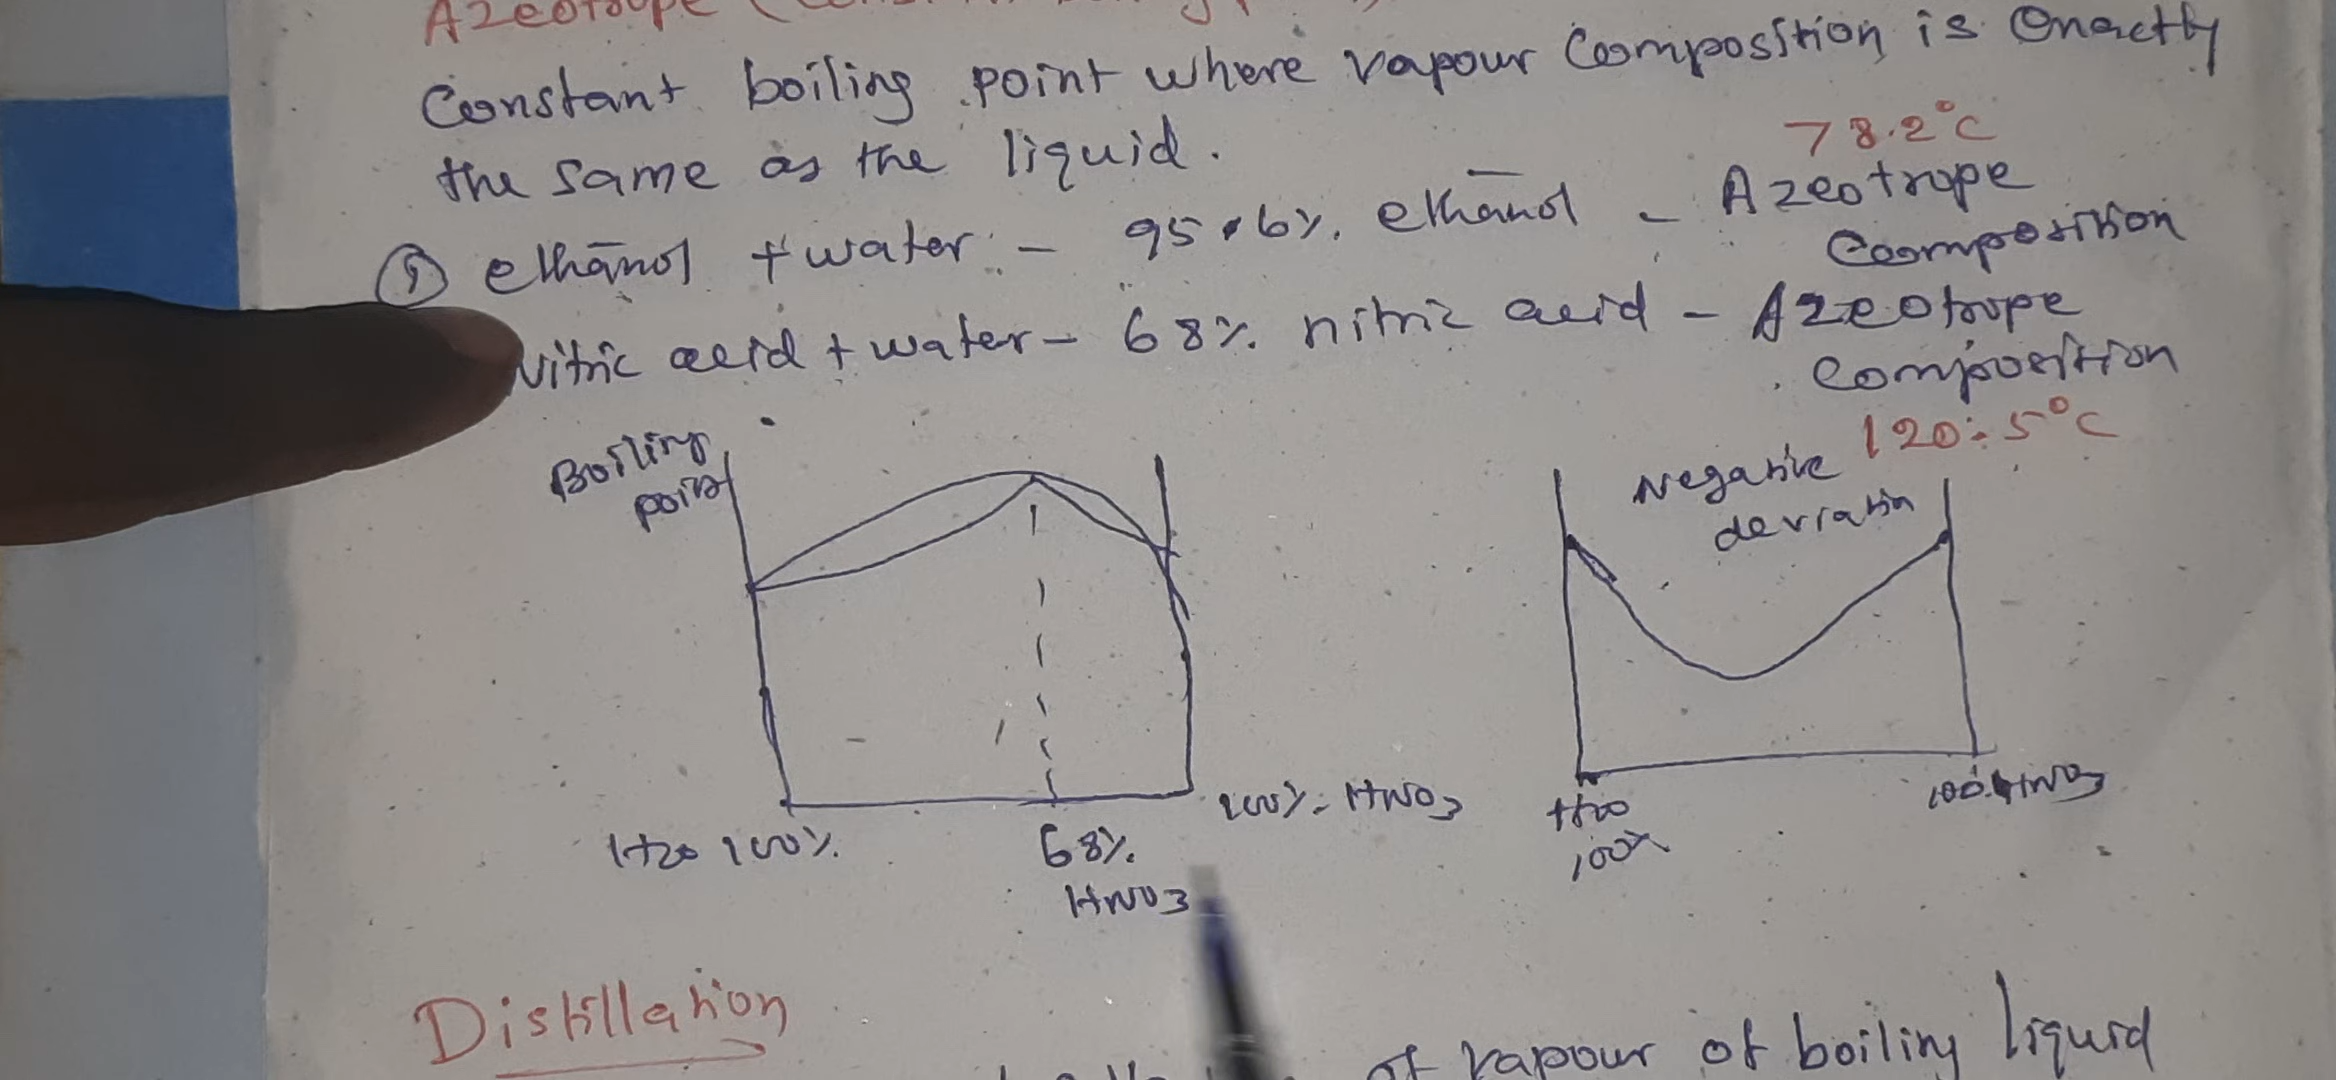 Azeotrope (
Constant boiling point where vapour composition is exactly
the same as the liquid.
78.2°C
① ethanol + water - 95.6% ethanol - Azeotrope
composition
Nitric acid + water - 68% nitric acid - Azeotrope
composition
120.5°C
Boiling
point
Negative
deviation
H2O 100%
68%
HNO3
100% HNO3
H2O
100%
100% HNO3
Distillation
of vapour of boiling liquid